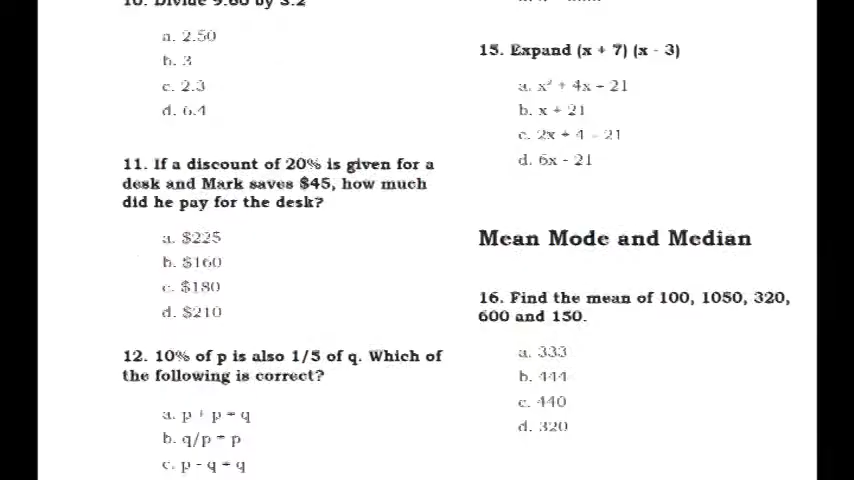 10. Divide 9.60 by 3.2
a. 2.50
b. 3
c. 2.3
d. 6.4
11. If a discount of 20% is given for a
desk and Mark saves $45, how much
did he pay for the desk?
a. $225
b. $160
c. $180
d. $210
12. 10% of p is also 1/5 of q. Which of
the following is correct?
a. p + p = q
b. q/p = p
c. p - q = q
15. Expand (x + 7) (x - 3)
a. x² + 4x - 21
b. x + 21
c. 2x + 4 - 21
d. 6x - 21
Mean Mode and Median
16. Find the mean of 100, 1050, 320,
600 and 150.
a. 333
b. 444
c. 440
d. 320